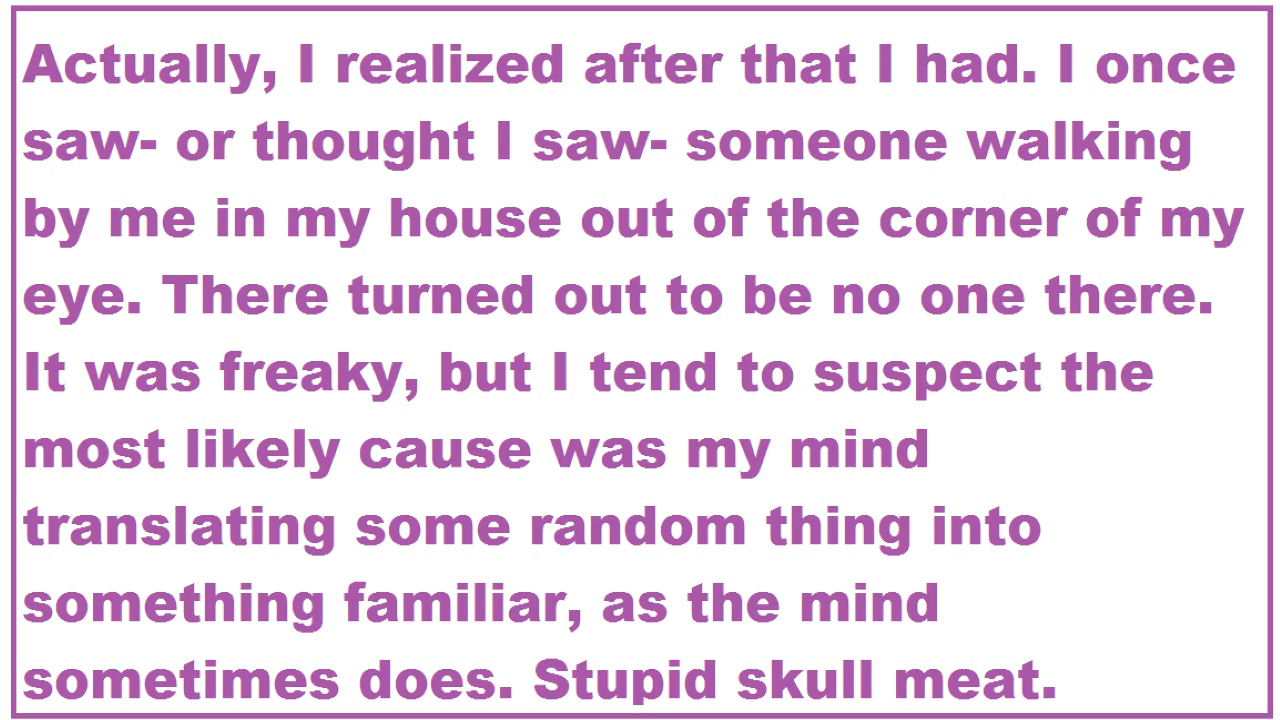 Actually, I realized after that I had. I once
saw- or thought I saw- someone walking
by me in my house out of the corner of my
eye. There turned out to be no one there.
It was freaky, but I tend to suspect the
most likely cause was my mind
translating some random thing into
something familiar, as the mind
sometimes does. Stupid skull meat.